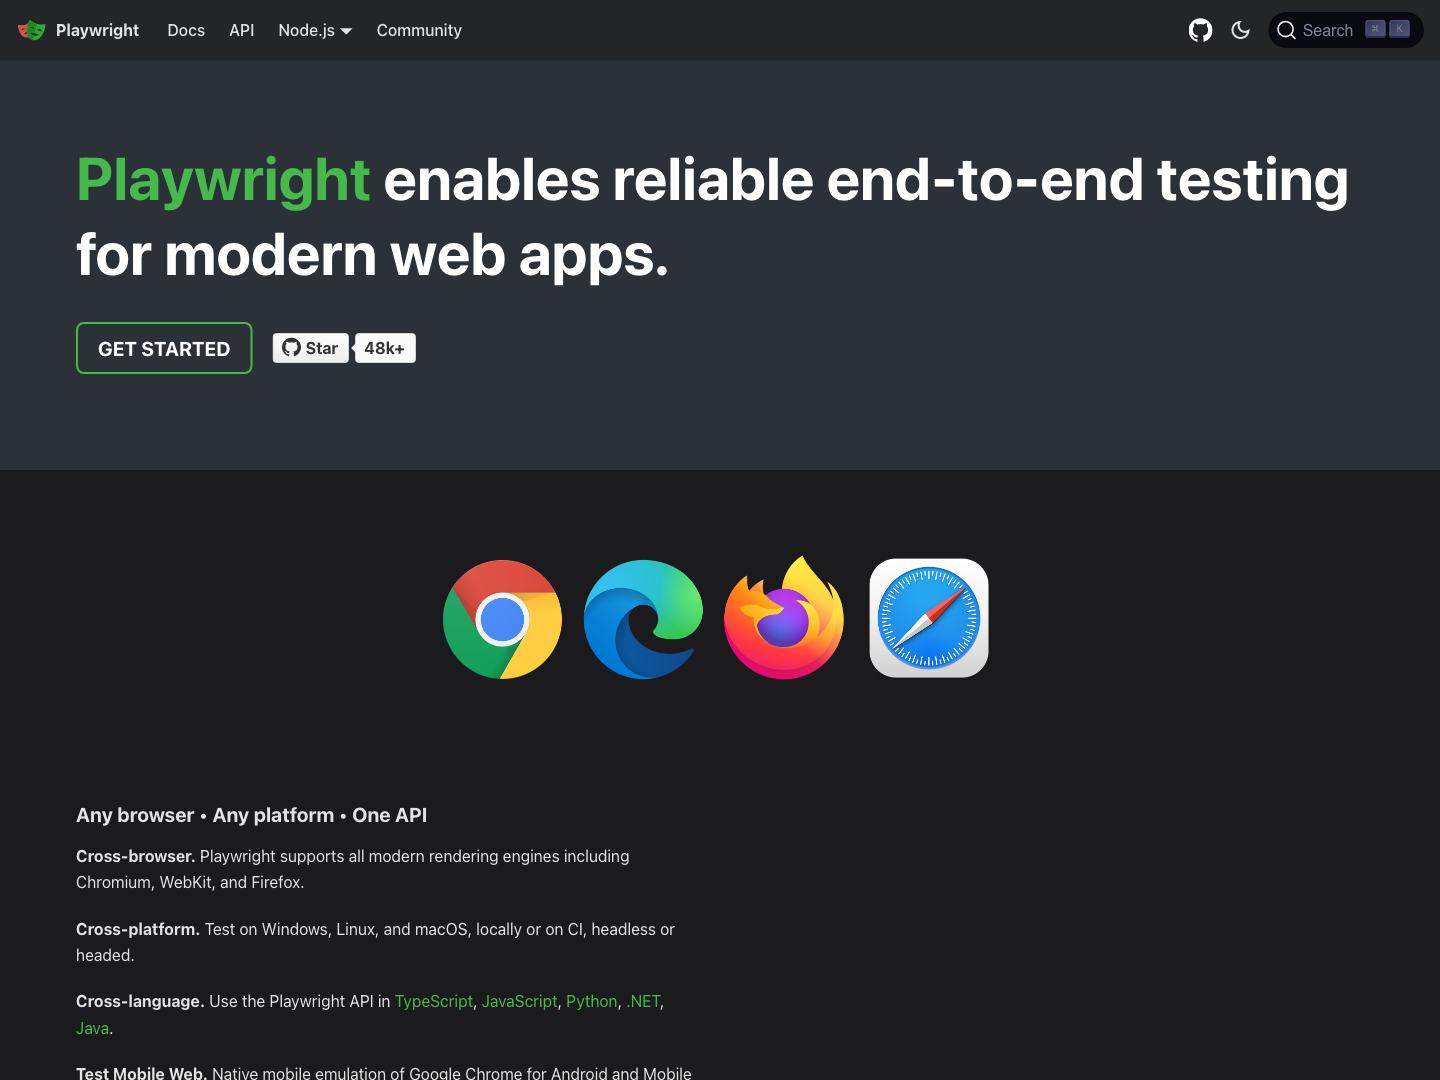 Playwright Docs API Node.js Community Search ⌘ K
Playwright enables reliable end-to-end testing
for modern web apps.
GET STARTED Star 48k+
Any browser • Any platform • One API
Cross-browser. Playwright supports all modern rendering engines including
Chromium, WebKit, and Firefox.
Cross-platform. Test on Windows, Linux, and macOS, locally or on CI, headless or
headed.
Cross-language. Use the Playwright API in TypeScript, JavaScript, Python, .NET,
Java.
Test Mobile Web. Native mobile emulation of Google Chrome for Android and Mobile